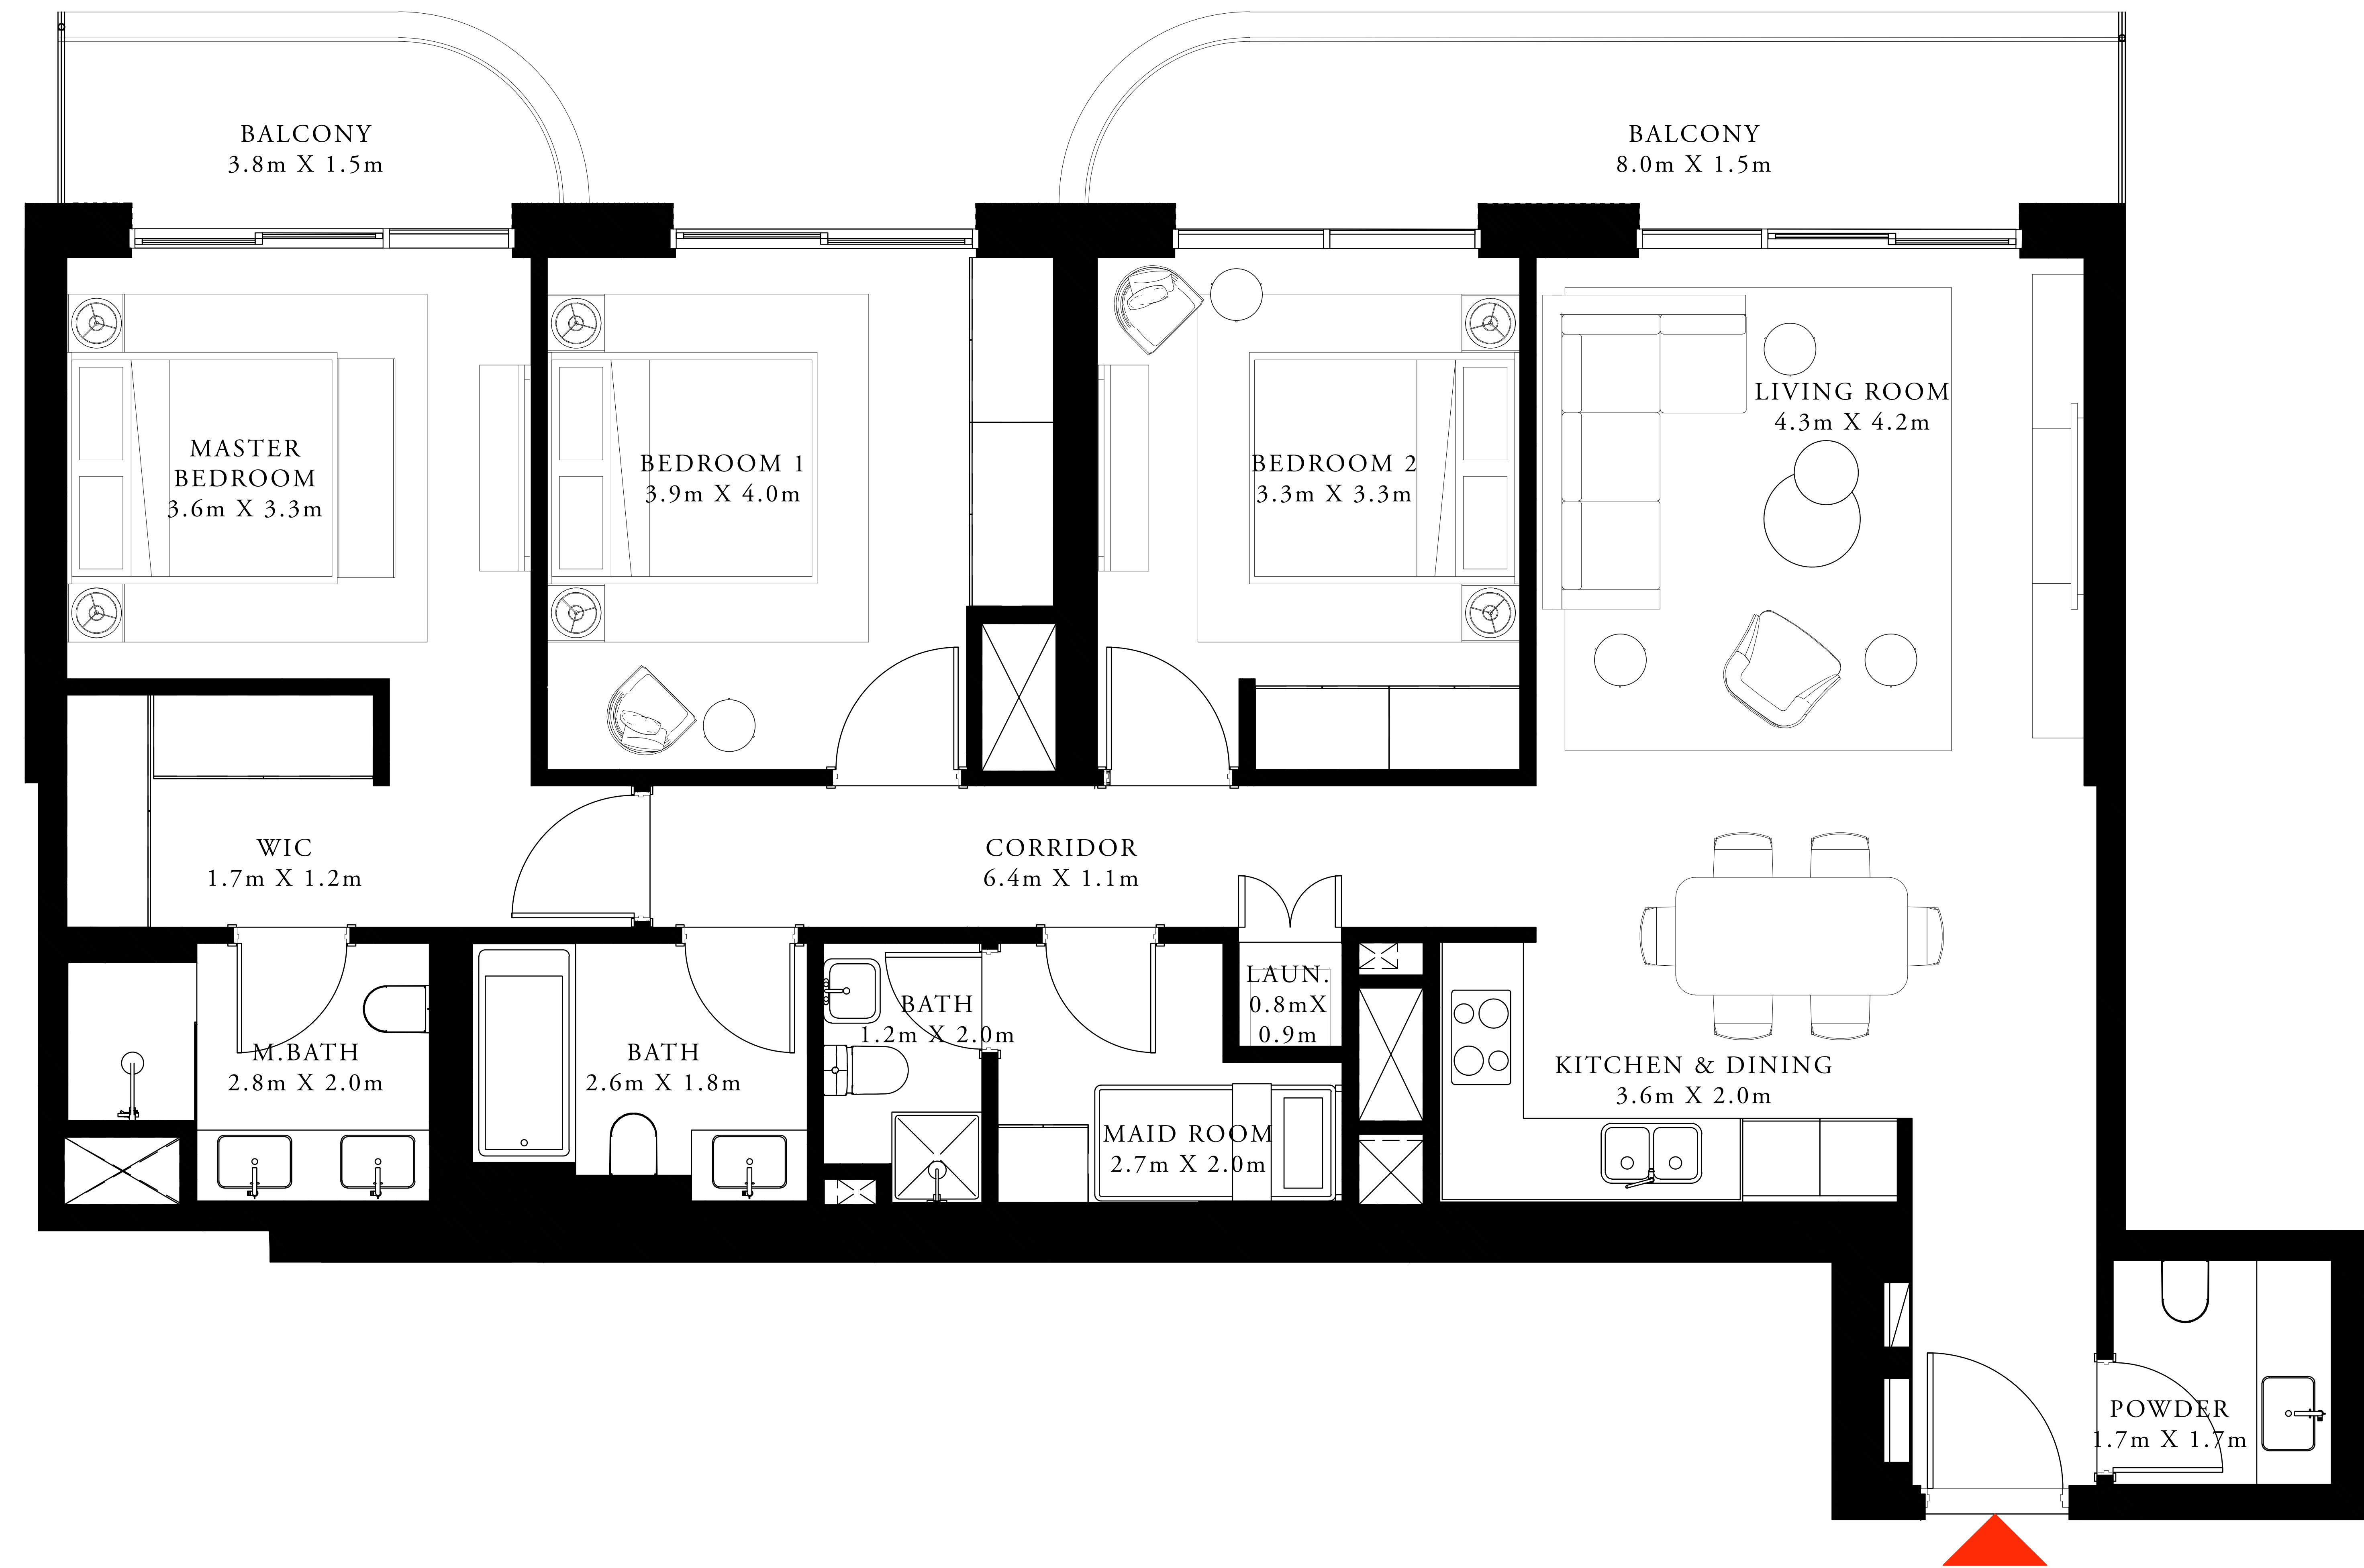 BALCONY
3.8m X 1.5m
BALCONY
8.0m X 1.5m
MASTER
BEDROOM
3.6m X 3.3m
BEDROOM 1
3.9m X 4.0m
BEDROOM 2
3.3m X 3.3m
LIVING ROOM
4.3m X 4.2m
WIC
1.7m X 1.2m
CORRIDOR
6.4m X 1.1m
M.BATH
2.8m X 2.0m
BATH
2.6m X 1.8m
BATH
1.2m X 2.0m
LAUN.
0.8mX
0.9m
MAID ROOM
2.7m X 2.0m
KITCHEN & DINING
3.6m X 2.0m
POWDER
1.7m X 1.7m